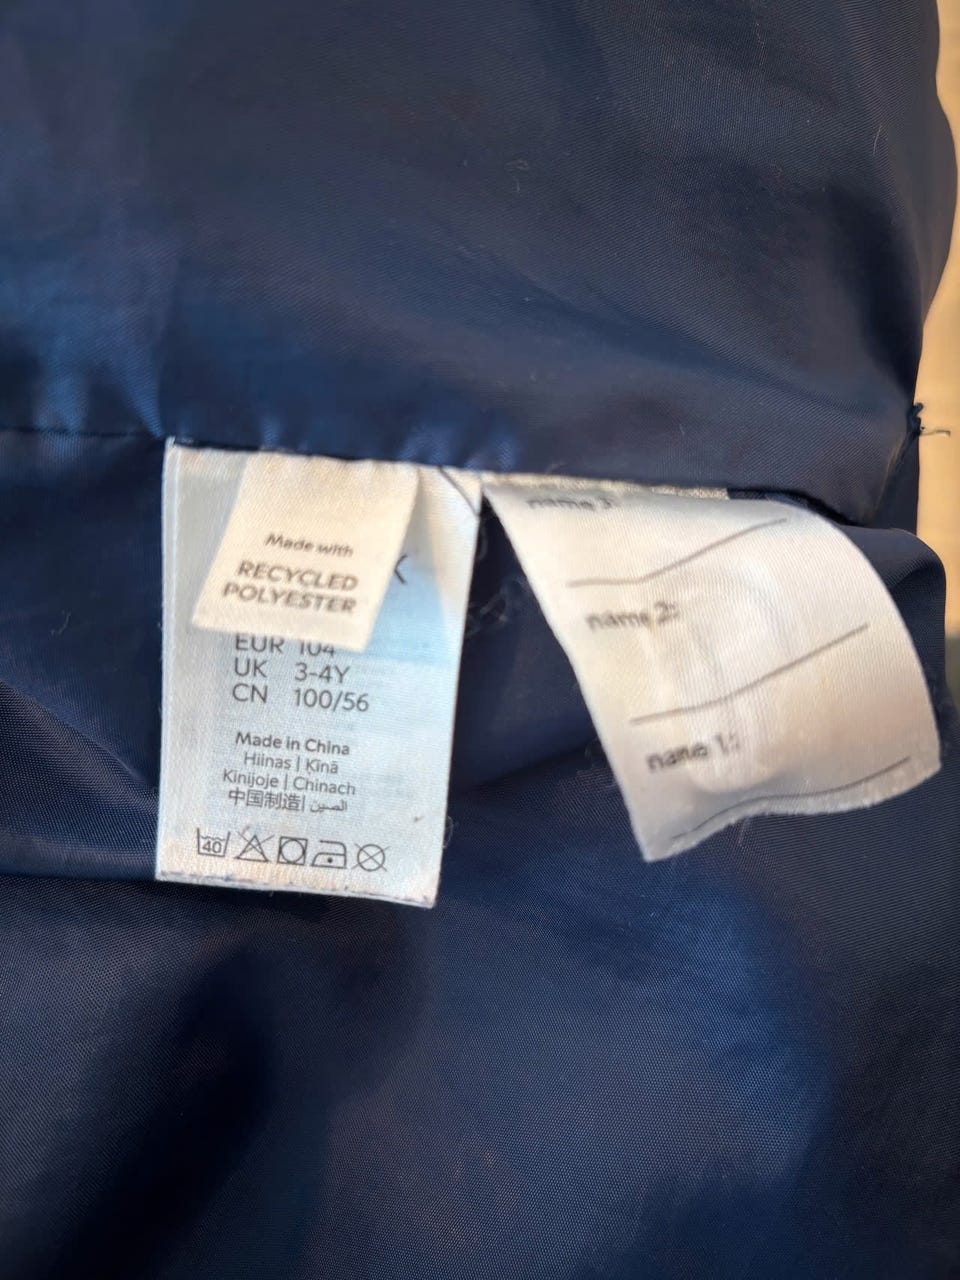 Made with
RECYCLED
POLYESTER
K
EUR 104
UK 3-4Y
CN 100/56
Made in China
Hiinas | Ķīnā
Kinijoje | Chinach
中国制造| الصين
40
name 3:
name 2:
name 1: